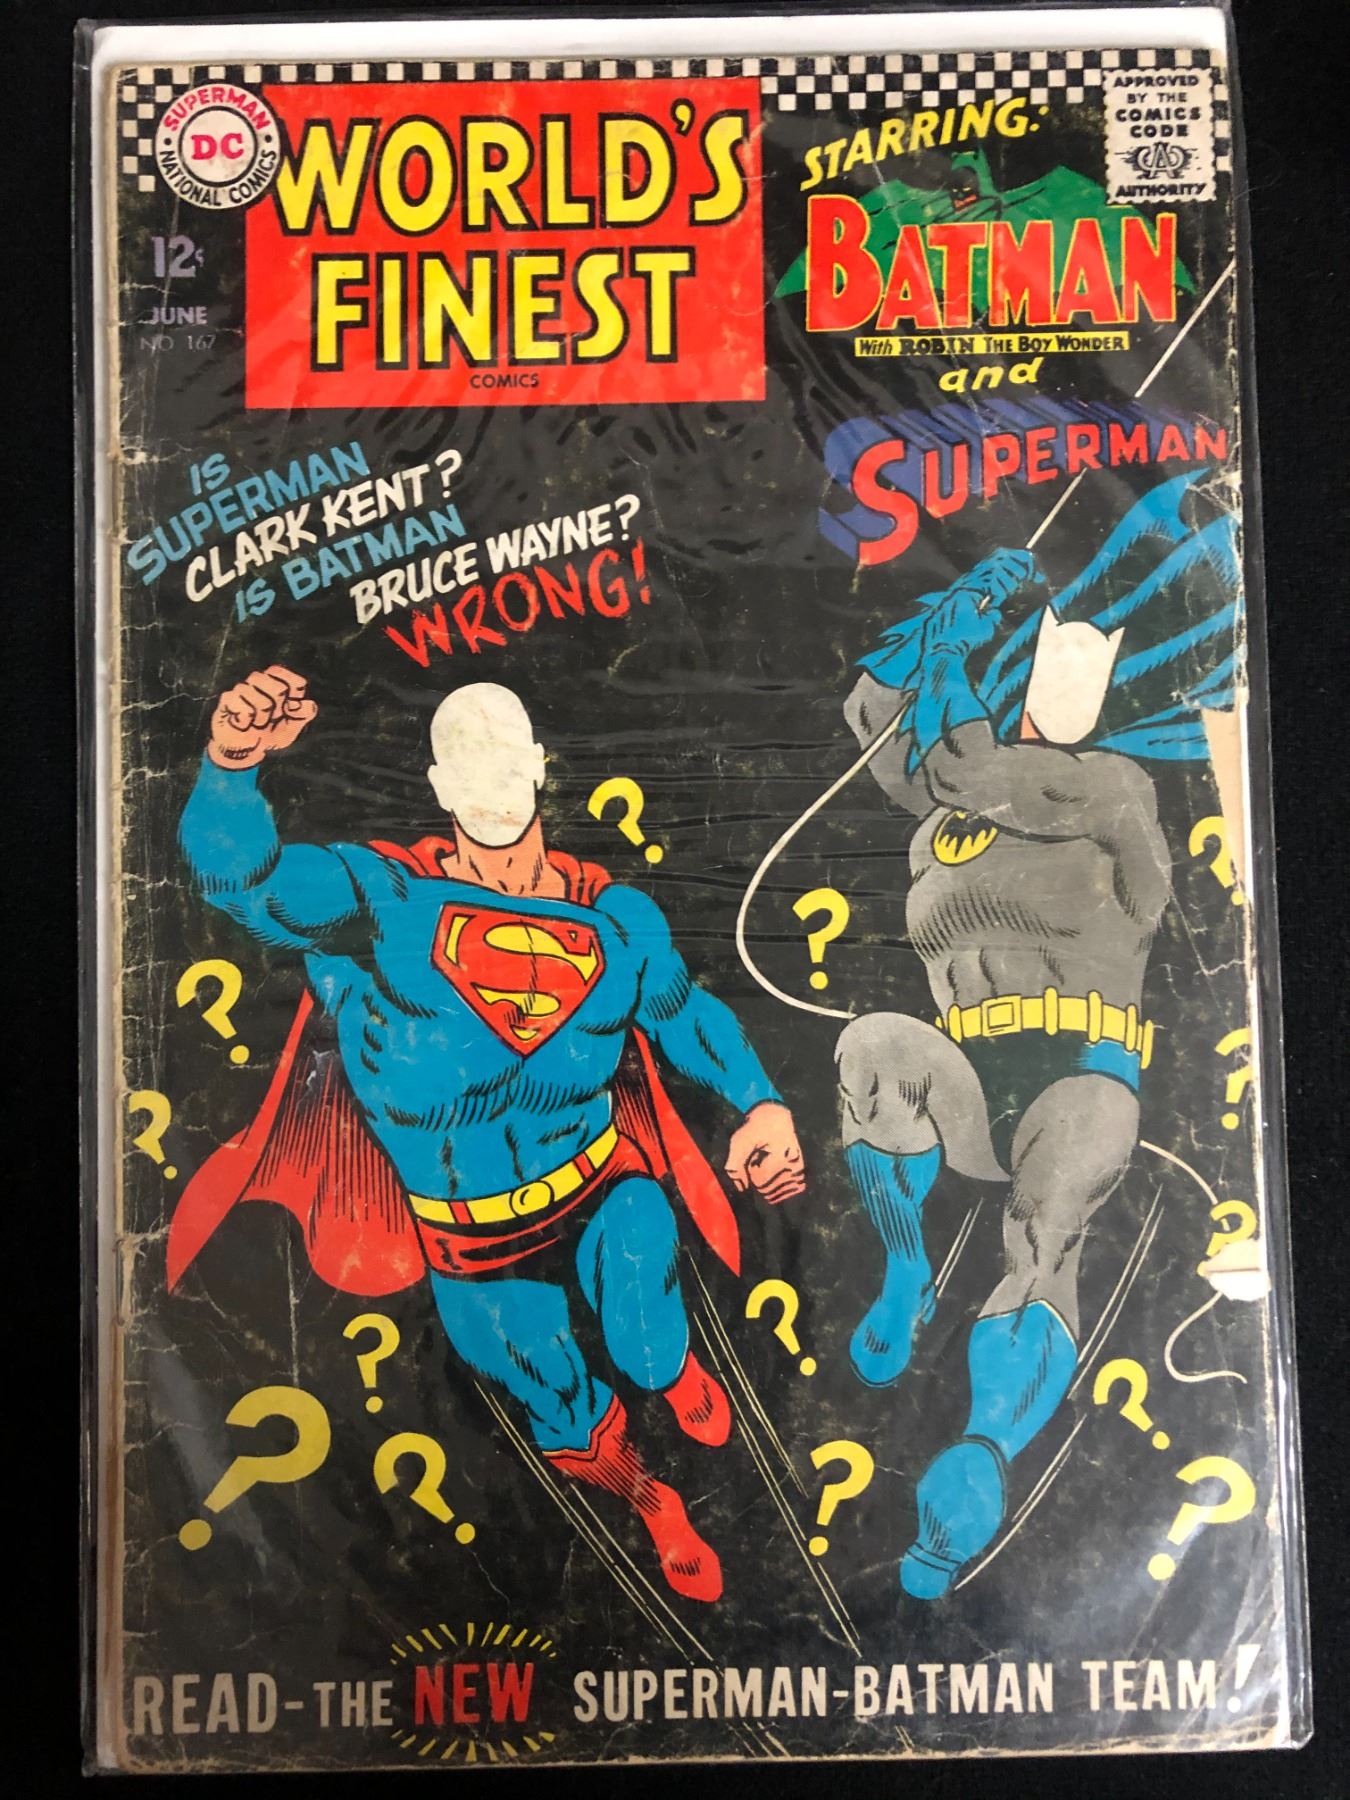 SUPERMAN
DC
NATIONAL COMICS
12¢
JUNE
NO 167
WORLD'S
FINEST
COMICS
STARRING:
BATMAN
With ROBIN THE BOY WONDER
and
SUPERMAN
APPROVED
BY THE
COMICS
CODE
AUTHORITY
IS
SUPERMAN
CLARK KENT?
IS BATMAN
BRUCE WAYNE?
WRONG!
S
?
?
?
?
?
?
?
?
?
?
?
?
?
?
READ-THE NEW SUPERMAN-BATMAN TEAM!